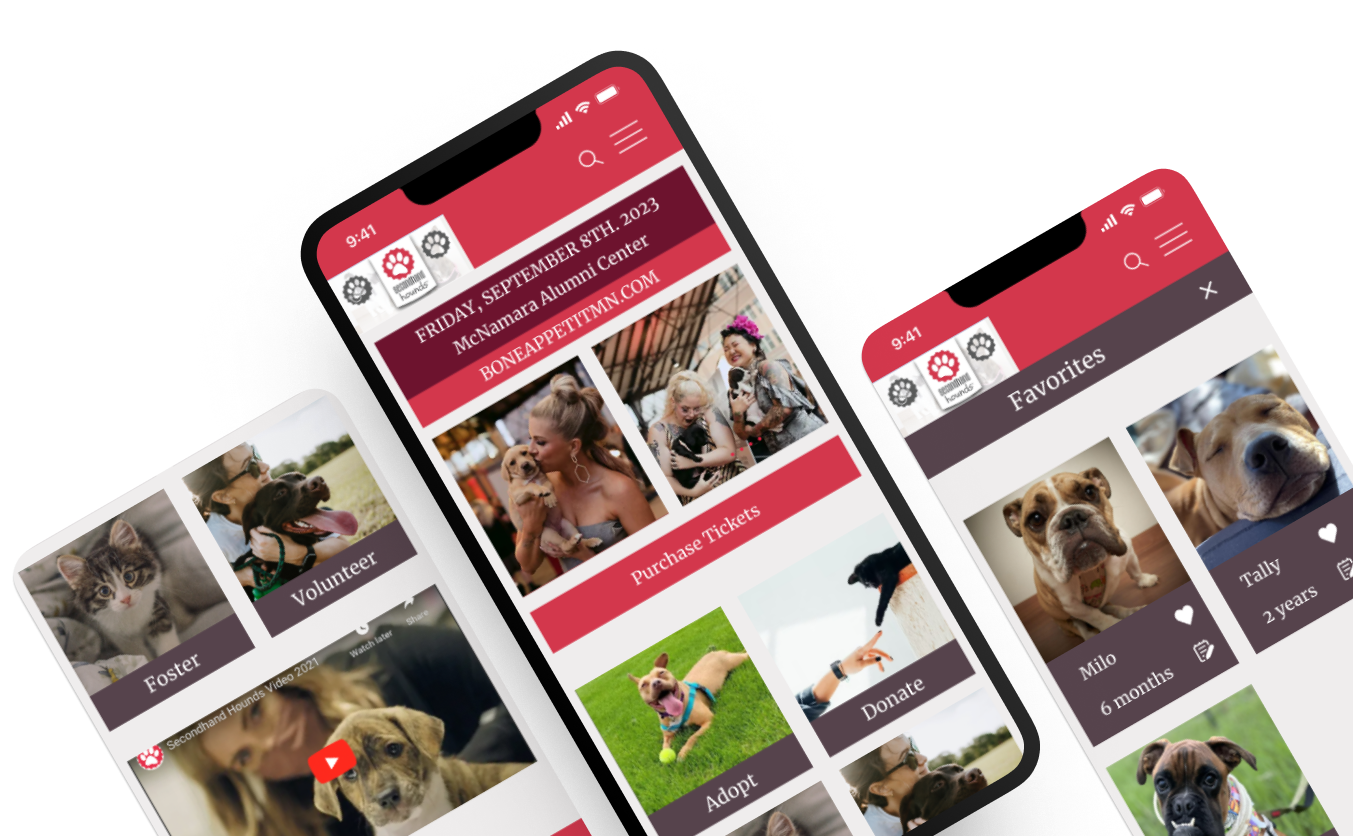 Foster
Volunteer
Secondhand Hounds Video 2021
Watch later
Share
9:41
secondhand
hounds
FRIDAY, SEPTEMBER 8TH. 2023
McNamara Alumni Center
BONEAPPETITMN.COM
Purchase Tickets
Adopt
Donate
9:41
secondhand
hounds
Favorites
Milo
6 months
Tally
2 years